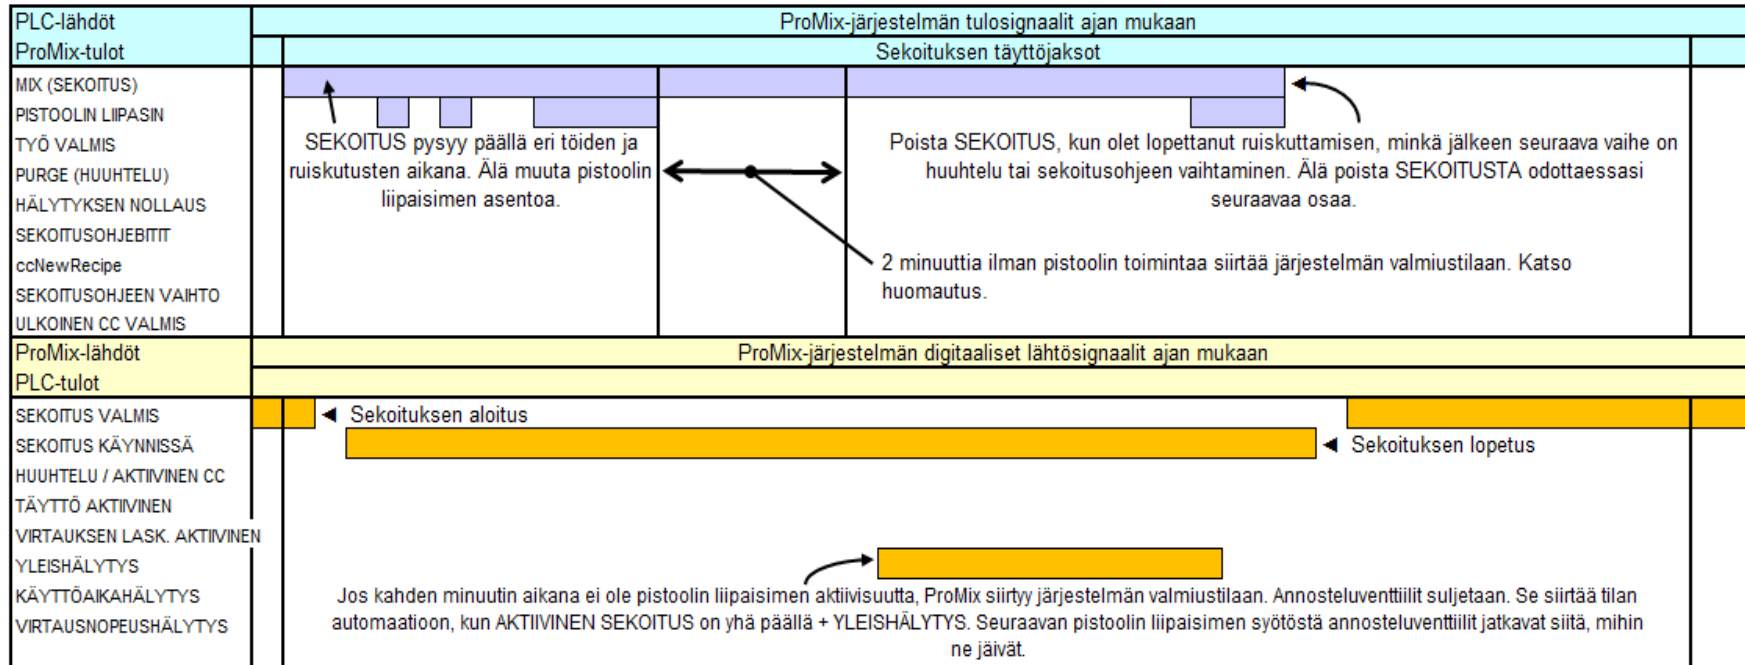 PLC-lähdöt
ProMix-järjestelmän tulosignaalit ajan mukaan
ProMix-tulot
Sekoituksen täyttöjaksot
MIX (SEKOITUS)
PISTOOLIN LIIPASIN
TYÖ VALMIS
PURGE (HUUHTELU)
HÄLYTYKSEN NOLLAUS
SEKOITUSOHJEBITIT
ccNewRecipe
SEKOITUSOHJEEN VAIHTO
ULKOINEN CC VALMIS
SEKOITUS pysyy päällä eri töiden ja
ruiskutusten aikana. Älä muuta pistoolin
liipaisimen asentoa.
Poista SEKOITUS, kun olet lopettanut ruiskuttamisen, minkä jälkeen seuraava vaihe on
huuhtelu tai sekoitusohjeen vaihtaminen. Älä poista SEKOITUSTA odottaessasi
seuraavaa osaa.
2 minuuttia ilman pistoolin toimintaa siirtää järjestelmän valmiustilaan. Katso
huomautus.
ProMix-lähdöt
ProMix-järjestelmän digitaaliset lähtösignaalit ajan mukaan
PLC-tulot
SEKOITUS VALMIS
Sekoituksen aloitus
SEKOITUS KÄYNNISSÄ
Sekoituksen lopetus
HUUHTELU / AKTIIVINEN CC
TÄYTTÖ AKTIIVINEN
VIRTAUKSEN LASK. AKTIIVINEN
YLEISHÄLYTYS
KÄYTTÖAIKAHÄLYTYS
VIRTAUSNOPEUSHÄLYTYS
Jos kahden minuutin aikana ei ole pistoolin liipaisimen aktiivisuutta, ProMix siirtyy järjestelmän valmiustilaan. Annosteluventtiilit suljetaan. Se siirtää tilan
automaatioon, kun AKTIIVINEN SEKOITUS on yhä päällä + YLEISHÄLYTYS. Seuraavan pistoolin liipaisimen syötöstä annosteluventtiilit jatkavat siitä, mihin
ne jäivät.